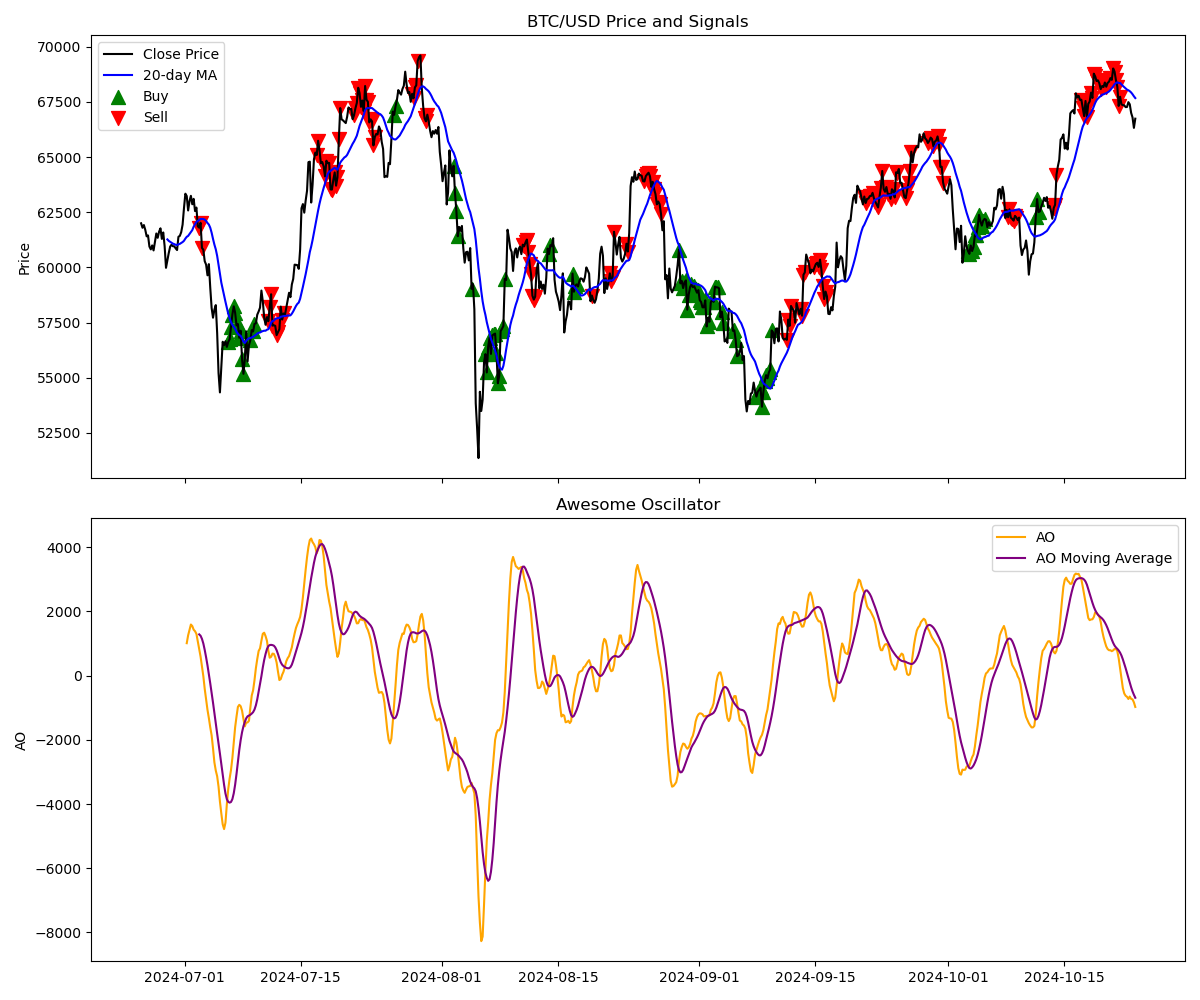 BTC/USD Price and Signals
Price
70000
67500
65000
62500
60000
57500
55000
52500
Close Price
20-day MA
Buy
Sell
Awesome Oscillator
AO
4000
2000
0
−2000
−4000
−6000
−8000
AO
AO Moving Average
2024-07-01 2024-07-15 2024-08-01 2024-08-15 2024-09-01 2024-09-15 2024-10-01 2024-10-15